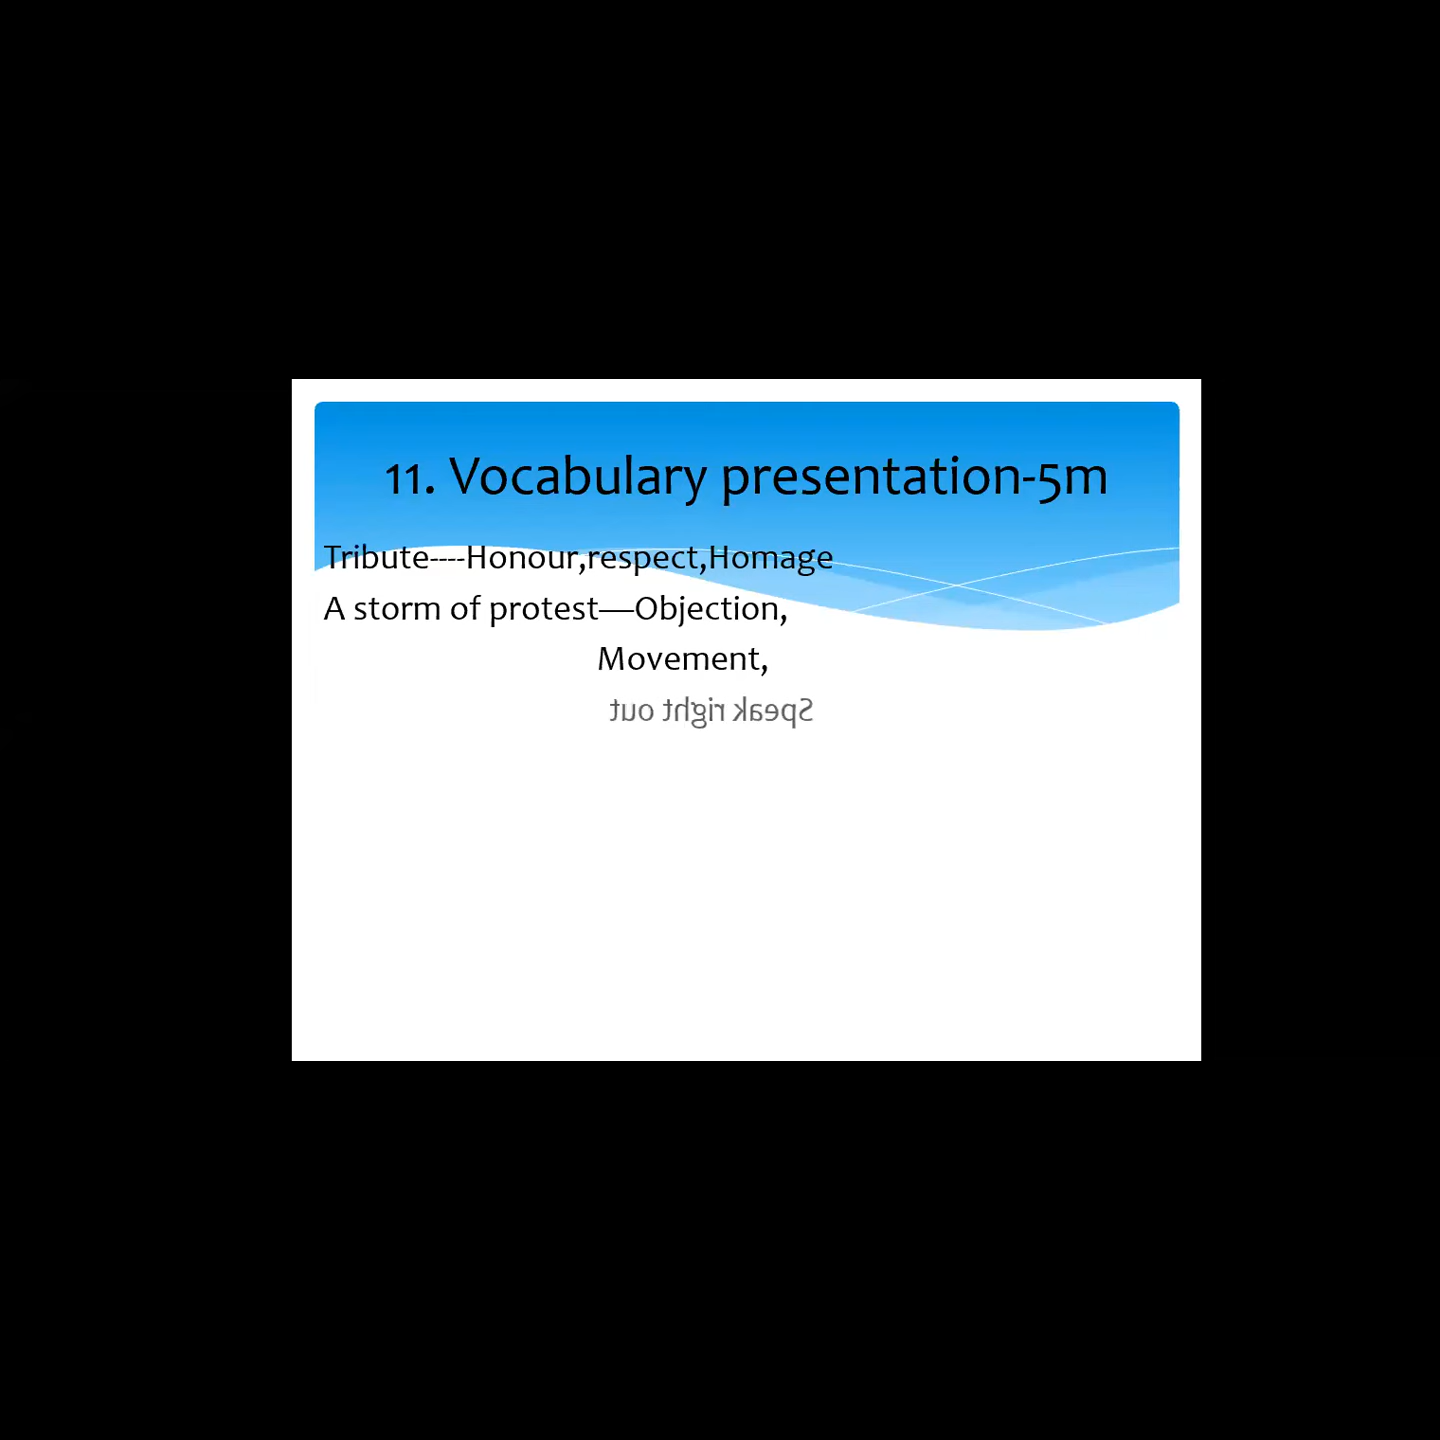 11. Vocabulary presentation-5m
Tribute----Honour,respect,Homage
A storm of protest—Objection,
Movement,
Speak right out